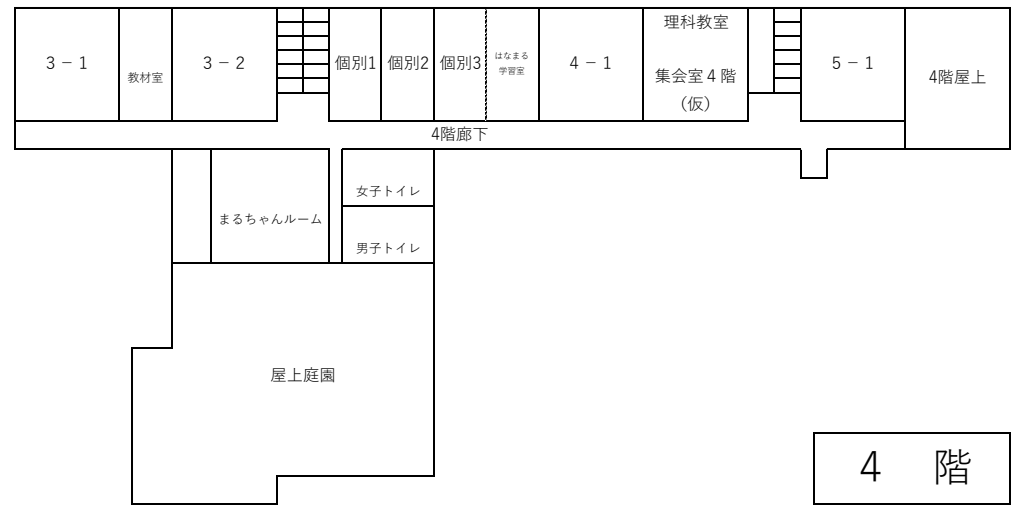 3－1
教材室
3－2
個別1
個別2
個別3
はなまる
学習室
4－1
理科教室
集会室４階
（仮）
5－1
4階屋上
4階廊下
女子トイレ
まるちゃんルーム
男子トイレ
屋上庭園
4　階